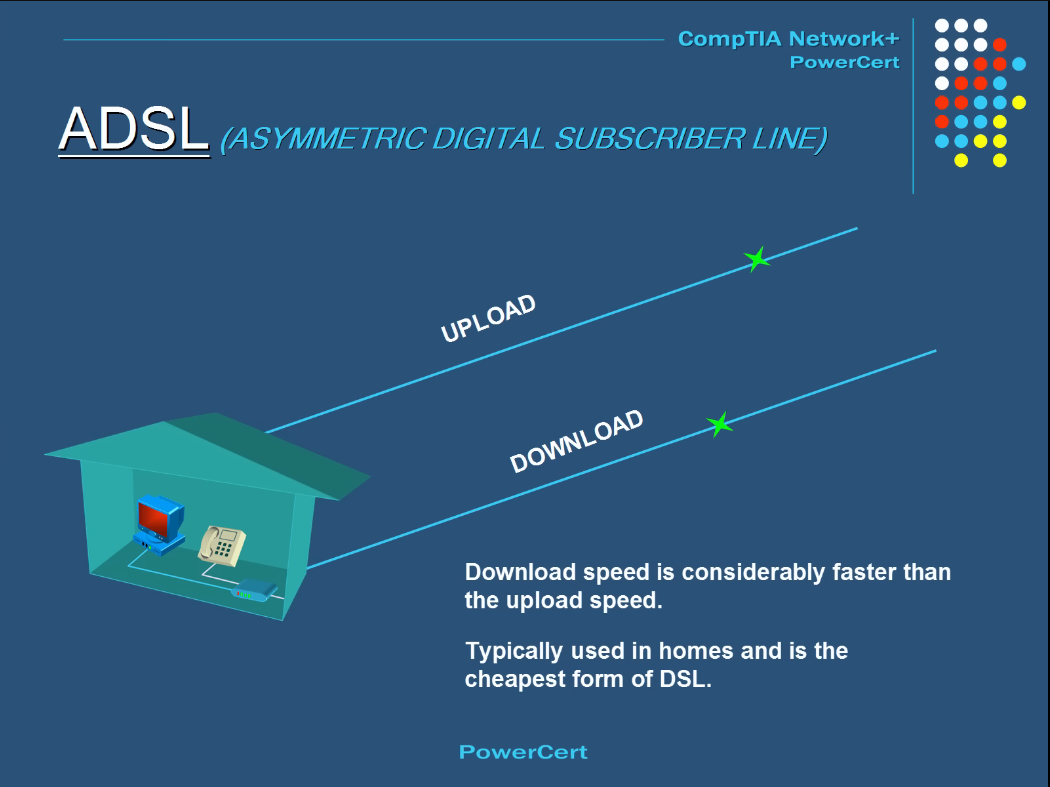 CompTIA Network+
PowerCert
ADSL (ASYMMETRIC DIGITAL SUBSCRIBER LINE)
UPLOAD
DOWNLOAD
Download speed is considerably faster than
the upload speed.
Typically used in homes and is the
cheapest form of DSL.
PowerCert